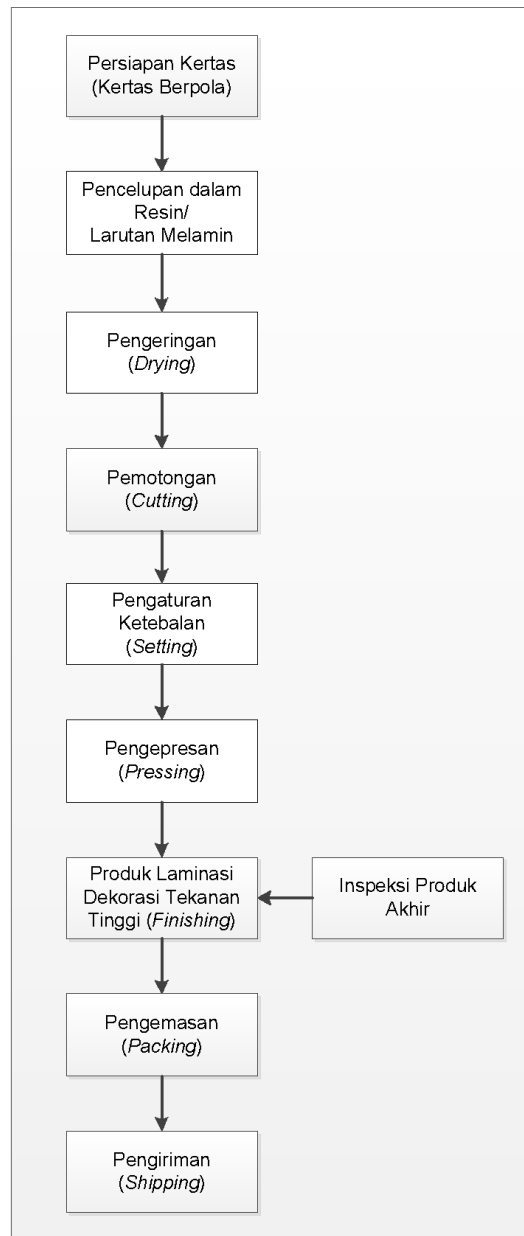 Persiapan Kertas
(Kertas Berpola)
Pencelupan dalam
Resin/
Larutan Melamin
Pengeringan
(Drying)
Pemotongan
(Cutting)
Pengaturan
Ketebalan
(Setting)
Pengepresan
(Pressing)
Produk Laminasi
Dekorasi Tekanan
Tinggi (Finishing)
Inspeksi Produk
Akhir
Pengemasan
(Packing)
Pengiriman
(Shipping)